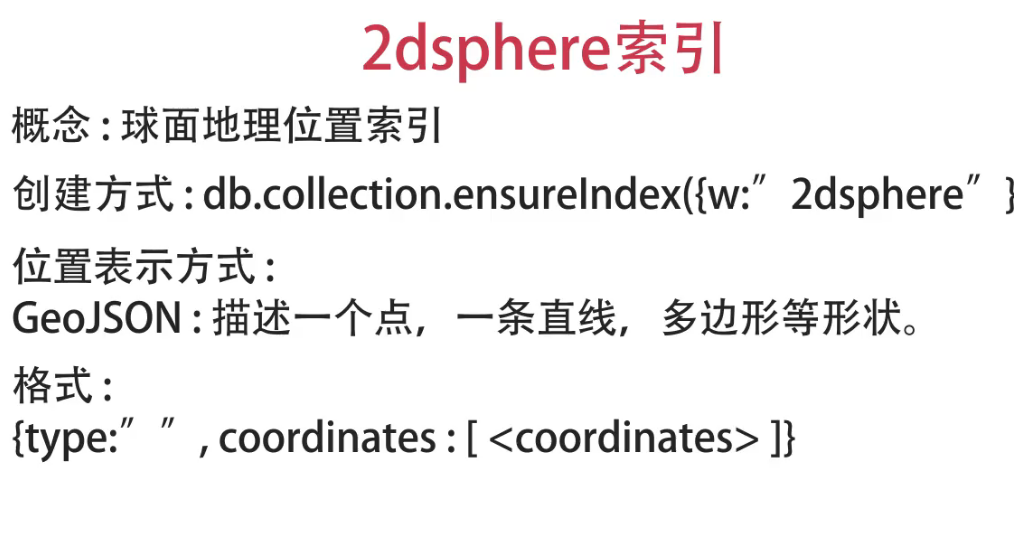 2dsphere索引
概念 : 球面地理位置索引
创建方式 : db.collection.ensureIndex({w:″ 2dsphere″ }
位置表示方式 :
GeoJSON : 描述一个点， 一条直线， 多边形等形状。
格式 :
{type:″ ″ , coordinates : [ <coordinates> ]}